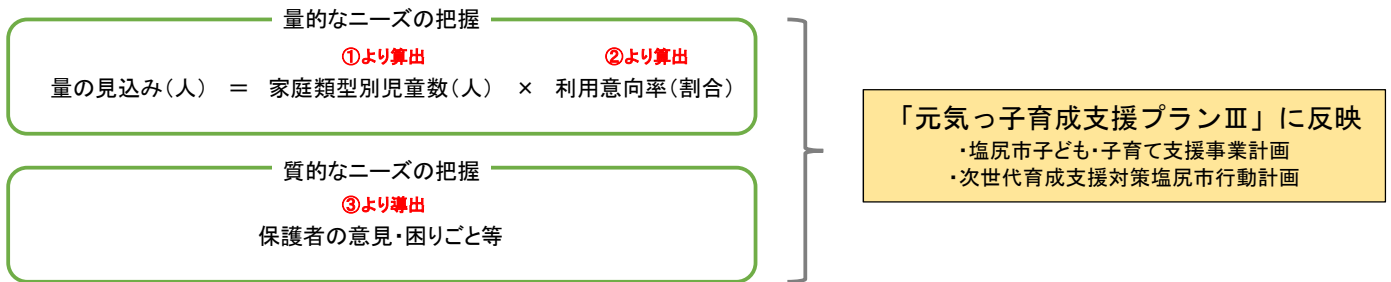 量的なニーズの把握
①より算出
②より算出
量の見込み(人) = 家庭類型別児童数(人) × 利用意向率(割合)
質的なニーズの把握
③より導出
保護者の意見・困りごと等
「元気っ子育成支援プランⅢ」に反映
・塩尻市子ども・子育て支援事業計画
・次世代育成支援対策塩尻市行動計画